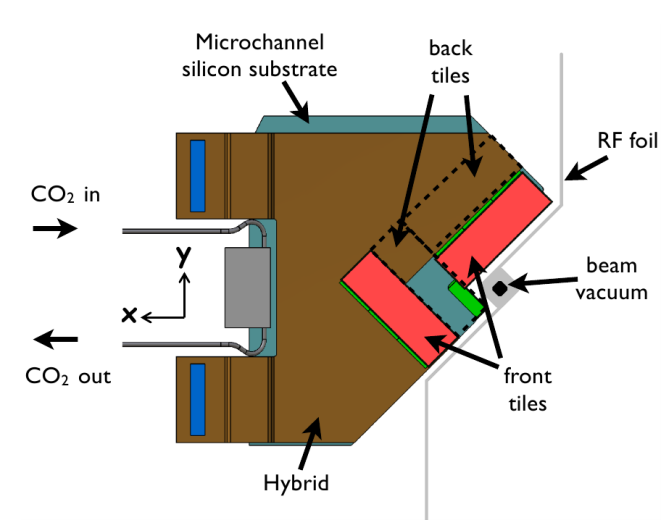 Microchannel
silicon substrate
back
tiles
RF foil
CO₂ in
Y
X
beam
vacuum
CO₂ out
front
tiles
Hybrid